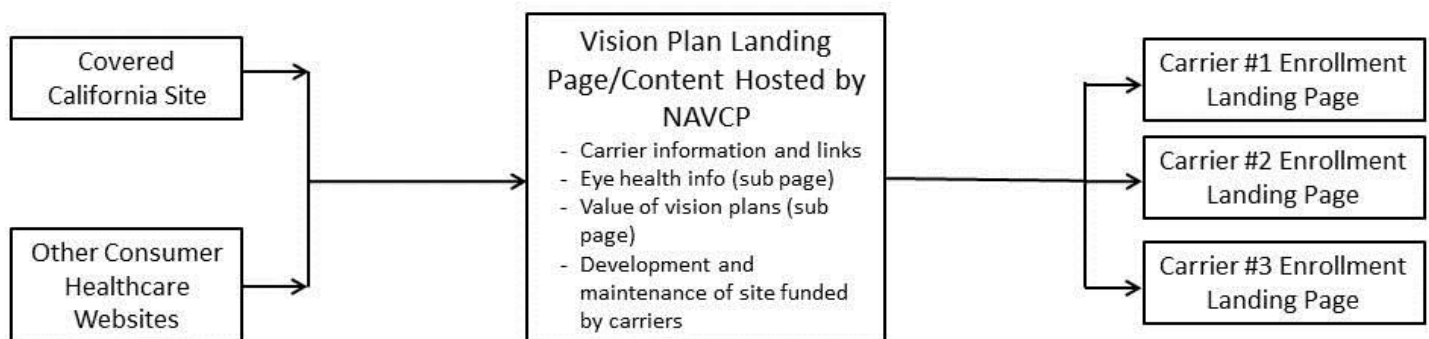 Covered
California Site
Other Consumer
Healthcare
Websites
Vision Plan Landing
Page/Content Hosted by
NAVCP
- Carrier information and links
- Eye health info (sub page)
- Value of vision plans (sub
page)
- Development and
maintenance of site funded
by carriers
Carrier #1 Enrollment
Landing Page
Carrier #2 Enrollment
Landing Page
Carrier #3 Enrollment
Landing Page